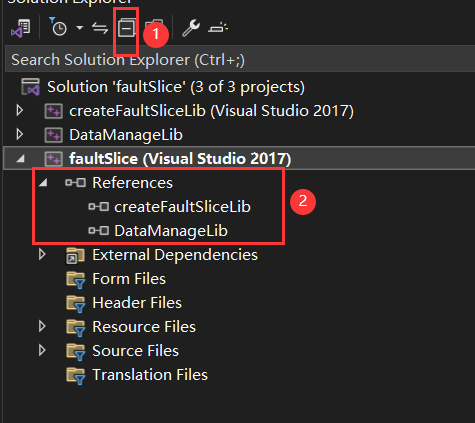 Solution Explorer
1
Search Solution Explorer (Ctrl+;)
Solution 'faultSlice' (3 of 3 projects)
createFaultSliceLib (Visual Studio 2017)
DataManageLib
faultSlice (Visual Studio 2017)
References
createFaultSliceLib
2
DataManageLib
External Dependencies
Form Files
Header Files
Resource Files
Source Files
Translation Files